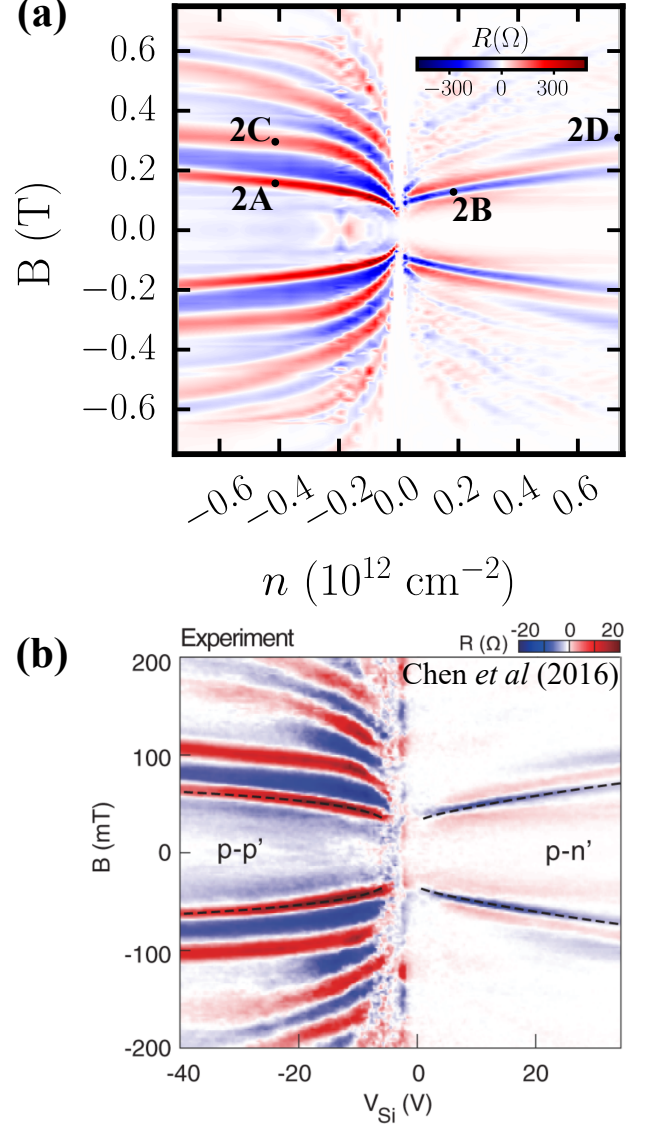 (a)
R(Ω)
−300 0 300
0.6
0.4
0.2
0.0
−0.2
−0.4
−0.6
B (T)
2C
2A
2D
2B
−0.6 −0.4 −0.2 0.0 0.2 0.4 0.6
n (10¹² cm⁻²)
(b)
Experiment
R (Ω) -20 0 20
Chen et al (2016)
200
100
0
-100
-200
B (mT)
p-p’
p-n’
-40 -20 0 20
V_Si (V)